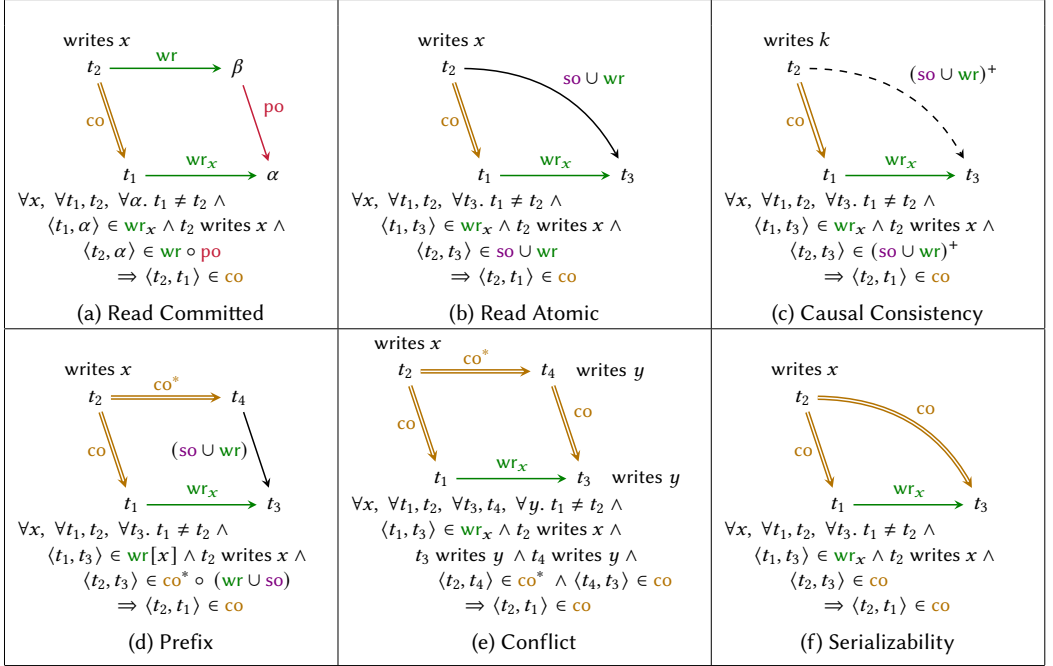 writes x
t₂ wr β
co po
t₁ wrₓ α
∀x, ∀t₁, t₂, ∀α. t₁ ≠ t₂ ∧
⟨t₁, α⟩ ∈ wrₓ ∧ t₂ writes x ∧
⟨t₂, α⟩ ∈ wr ∘ po
⇒ ⟨t₂, t₁⟩ ∈ co
(a) Read Committed
writes x
t₂ so ∪ wr
co
t₁ wrₓ t₃
∀x, ∀t₁, t₂, ∀t₃. t₁ ≠ t₂ ∧
⟨t₁, t₃⟩ ∈ wrₓ ∧ t₂ writes x ∧
⟨t₂, t₃⟩ ∈ so ∪ wr
⇒ ⟨t₂, t₁⟩ ∈ co
(b) Read Atomic
writes k
t₂ (so ∪ wr)⁺
co
t₁ wrₓ t₃
∀x, ∀t₁, t₂, ∀t₃. t₁ ≠ t₂ ∧
⟨t₁, t₃⟩ ∈ wrₓ ∧ t₂ writes x ∧
⟨t₂, t₃⟩ ∈ (so ∪ wr)⁺
⇒ ⟨t₂, t₁⟩ ∈ co
(c) Causal Consistency
writes x
t₂ co* t₄
co (so ∪ wr)
t₁ wrₓ t₃
∀x, ∀t₁, t₂, ∀t₃. t₁ ≠ t₂ ∧
⟨t₁, t₃⟩ ∈ wr[x] ∧ t₂ writes x ∧
⟨t₂, t₃⟩ ∈ co* ∘ (wr ∪ so)
⇒ ⟨t₂, t₁⟩ ∈ co
(d) Prefix
writes x
t₂ co* t₄ writes y
co co
t₁ wrₓ t₃ writes y
∀x, ∀t₁, t₂, ∀t₃, t₄, ∀y. t₁ ≠ t₂ ∧
⟨t₁, t₃⟩ ∈ wrₓ ∧ t₂ writes x ∧
t₃ writes y ∧ t₄ writes y ∧
⟨t₂, t₄⟩ ∈ co* ∧ ⟨t₄, t₃⟩ ∈ co
⇒ ⟨t₂, t₁⟩ ∈ co
(e) Conflict
writes x
t₂ co
co
t₁ wrₓ t₃
∀x, ∀t₁, t₂, ∀t₃. t₁ ≠ t₂ ∧
⟨t₁, t₃⟩ ∈ wrₓ ∧ t₂ writes x ∧
⟨t₂, t₃⟩ ∈ co
⇒ ⟨t₂, t₁⟩ ∈ co
(f) Serializability